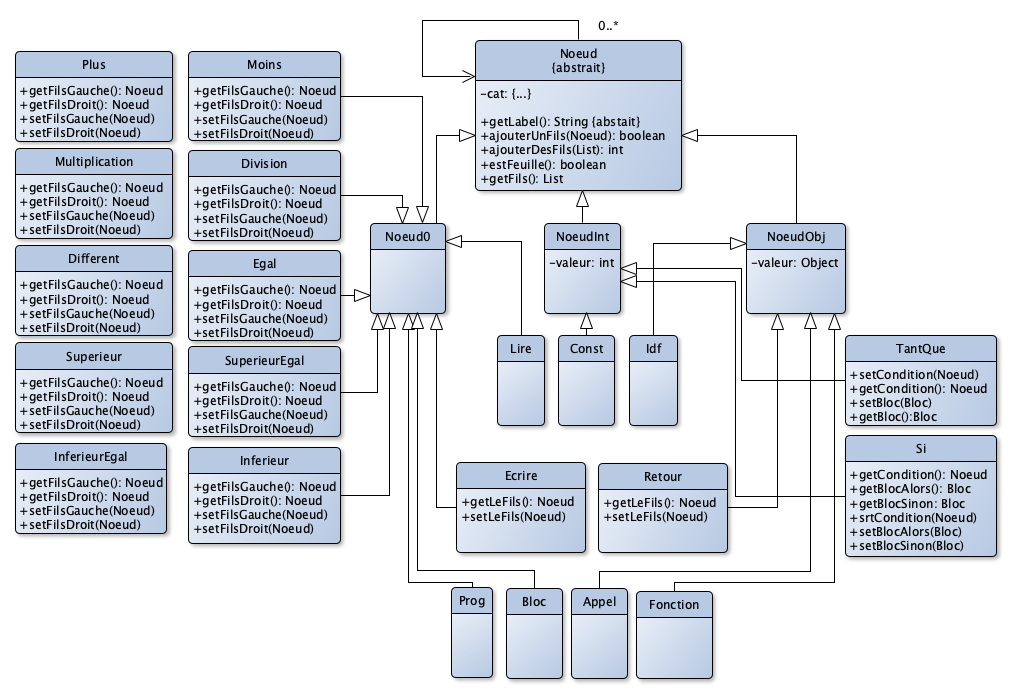 0..*
Noeud
{abstrait}
-cat: {...}
+getLabel(): String {abstait}
+ajouterUnFils(Noeud): boolean
+ajouterDesFils(List): int
+estFeuille(): boolean
+getFils(): List
Plus
+getFilsGauche(): Noeud
+getFilsDroit(): Noeud
+setFilsGauche(Noeud)
+setFilsDroit(Noeud)
Moins
+getFilsGauche(): Noeud
+getFilsDroit(): Noeud
+setFilsGauche(Noeud)
+setFilsDroit(Noeud)
Multiplication
+getFilsGauche(): Noeud
+getFilsDroit(): Noeud
+setFilsGauche(Noeud)
+setFilsDroit(Noeud)
Division
+getFilsGauche(): Noeud
+getFilsDroit(): Noeud
+setFilsGauche(Noeud)
+setFilsDroit(Noeud)
Noeud0
NoeudInt
-valeur: int
NoeudObj
-valeur: Object
Different
+getFilsGauche(): Noeud
+getFilsDroit(): Noeud
+setFilsGauche(Noeud)
+setFilsDroit(Noeud)
Egal
+getFilsGauche(): Noeud
+getFilsDroit(): Noeud
+setFilsGauche(Noeud)
+setFilsDroit(Noeud)
Superieur
+getFilsGauche(): Noeud
+getFilsDroit(): Noeud
+setFilsGauche(Noeud)
+setFilsDroit(Noeud)
SuperieurEgal
+getFilsGauche(): Noeud
+getFilsDroit(): Noeud
+setFilsGauche(Noeud)
+setFilsDroit(Noeud)
Lire
Const
Idf
TantQue
+setCondition(Noeud)
+getCondition(): Noeud
+setBloc(Bloc)
+getBloc():Bloc
InferieurEgal
+getFilsGauche(): Noeud
+getFilsDroit(): Noeud
+setFilsGauche(Noeud)
+setFilsDroit(Noeud)
Inferieur
+getFilsGauche(): Noeud
+getFilsDroit(): Noeud
+setFilsGauche(Noeud)
+setFilsDroit(Noeud)
Ecrire
+getLeFils(): Noeud
+setLeFils(Noeud)
Retour
+getLeFils(): Noeud
+setLeFils(Noeud)
Si
+getCondition(): Noeud
+getBlocAlors(): Bloc
+getBlocSinon: Bloc
+srtCondition(Noeud)
+setBlocAlors(Bloc)
+setBlocSinon(Bloc)
Prog
Bloc
Appel
Fonction